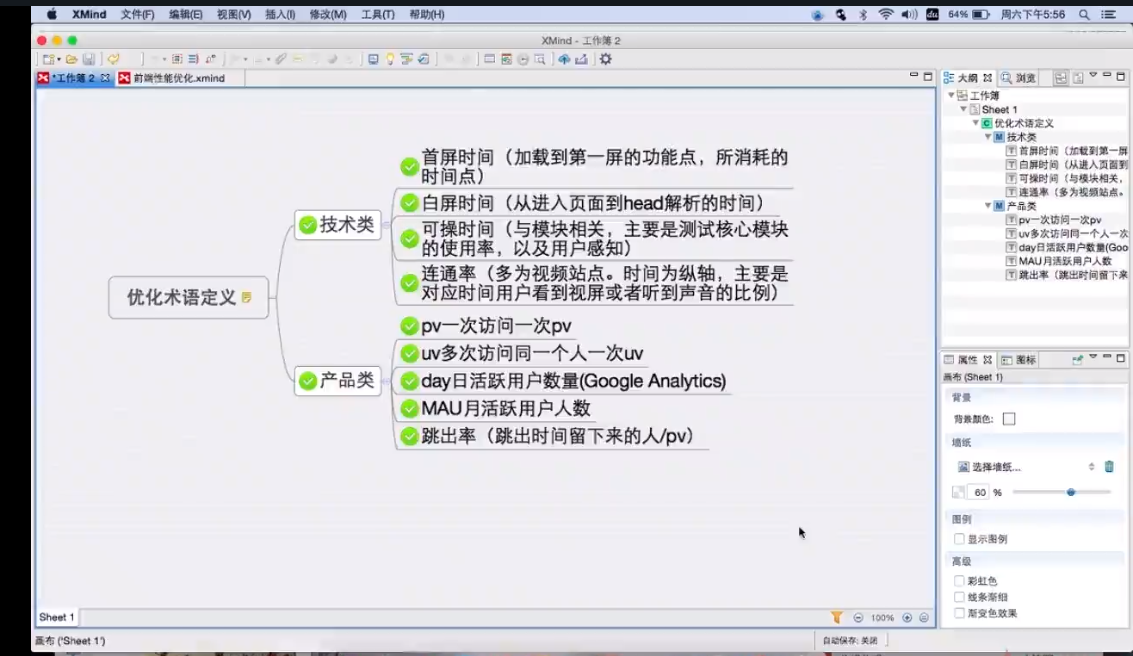 XMind 文件(F) 编辑(E) 视图(V) 插入(I) 修改(M) 工具(T) 帮助(H) 64% 周六下午5:56
XMind - 工作簿 2
*工作簿 2 前端性能优化.xmind
首屏时间（加载到第一屏的功能点，所消耗的
时间点）
白屏时间（从进入页面到head解析的时间）
技术类
可操时间（与模块相关，主要是测试核心模块
的使用率，以及用户感知）
连通率（多为视频站点。时间为纵轴，主要是
对应时间用户看到视屏或者听到声音的比例）
优化术语定义
pv一次访问一次pv
uv多次访问同一个人一次uv
产品类
day日活跃用户数量(Google Analytics)
MAU月活跃用户人数
跳出率（跳出时间留下来的人/pv）
大纲 浏览
工作簿
Sheet 1
优化术语定义
技术类
首屏时间（加载到第一屏
白屏时间（从进入页面到
可操时间（与模块相关，
连通率（多为视频站点。
产品类
pv一次访问一次pv
uv多次访问同一个人一次
day日活跃用户数量(Goo
MAU月活跃用户人数
跳出率（跳出时间留下来
属性 图标
画布 (Sheet 1)
背景
背景颜色:
墙纸
选择墙纸...
60 %
图例
显示图例
高级
彩虹色
线条渐细
渐变色效果
Sheet 1
100%
画布 ('Sheet 1')
自动保存: 关闭